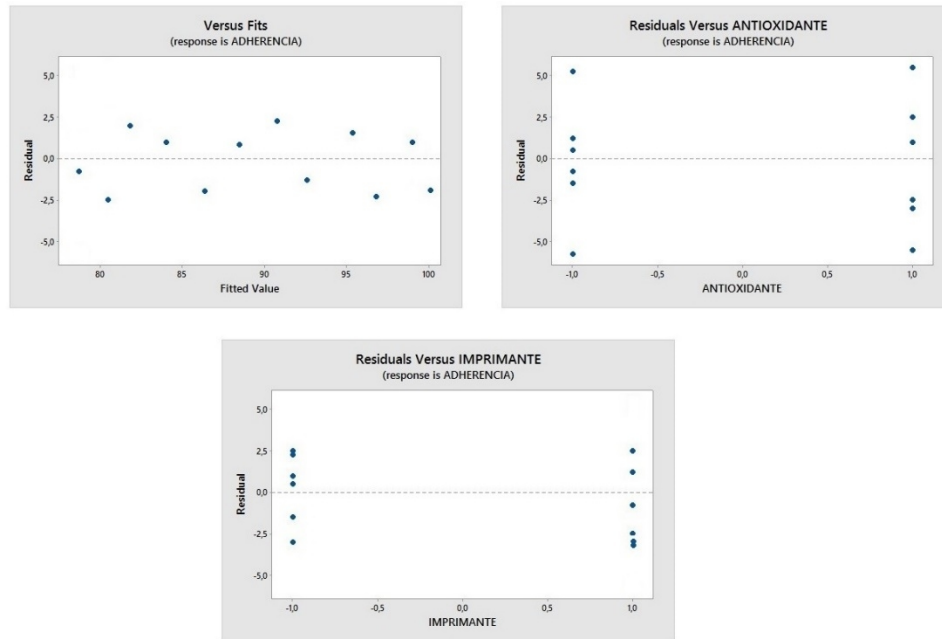 Versus Fits
(response is ADHERENCIA)
5,0
2,5
0,0
-2,5
-5,0
Residual
80 85 90 95 100
Fitted Value
Residuals Versus ANTIOXIDANTE
(response is ADHERENCIA)
5,0
2,5
0,0
-2,5
-5,0
Residual
-1,0 -0,5 0,0 0,5 1,0
ANTIOXIDANTE
Residuals Versus IMPRIMANTE
(response is ADHERENCIA)
5,0
2,5
0,0
-2,5
-5,0
Residual
-1,0 -0,5 0,0 0,5 1,0
IMPRIMANTE